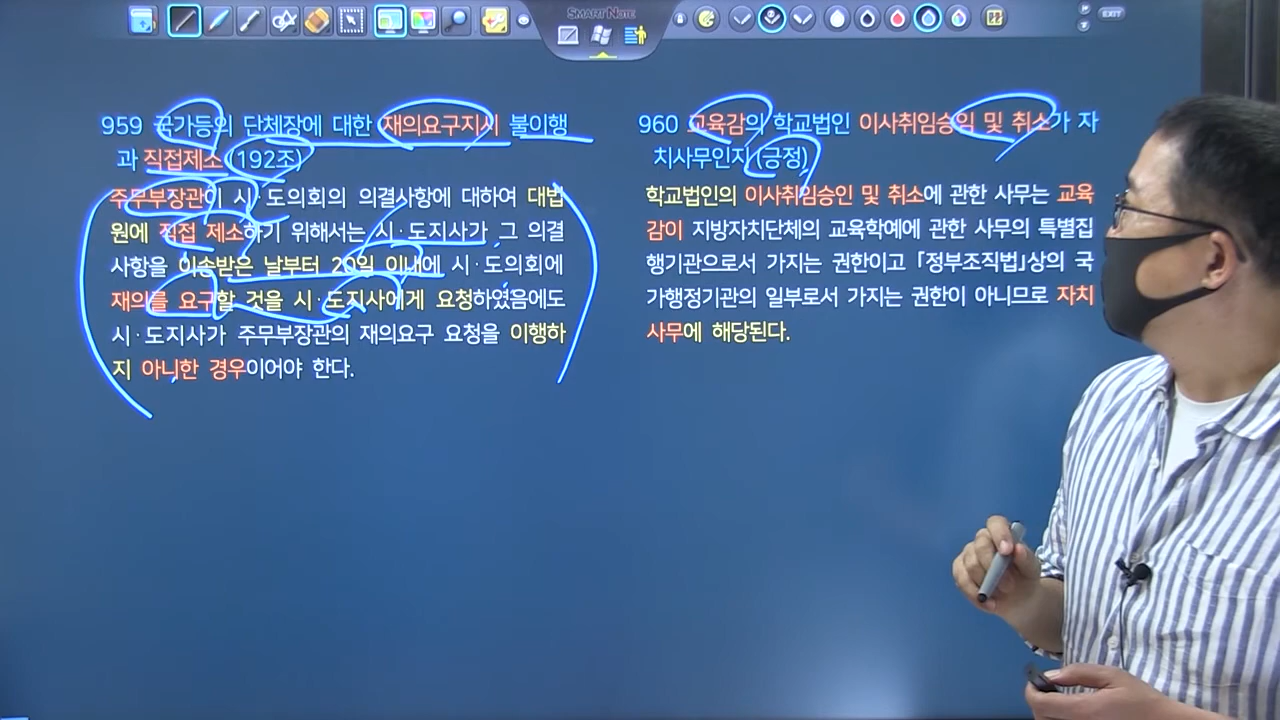 SMART NOTE
EXIT
959 국가등의 단체장에 대한 재의요구지시 불이행
과 직접제소 (192조)
주무부장관이 시·도의회의 의결사항에 대하여 대법
원에 직접 제소하기 위해서는 시·도지사가 그 의결
사항을 이송받은 날부터 20일 이내에 시·도의회에
재의를 요구할 것을 시·도지사에게 요청하였음에도
시·도지사가 주무부장관의 재의요구 요청을 이행하
지 아니한 경우이어야 한다.
960 교육감의 학교법인 이사취임승인 및 취소가 자
치사무인지 (긍정)
학교법인의 이사취임승인 및 취소에 관한 사무는 교육
감이 지방자치단체의 교육학예에 관한 사무의 특별집
행기관으로서 가지는 권한이고 「정부조직법」상의 국
가행정기관의 일부로서 가지는 권한이 아니므로 자치
사무에 해당된다.